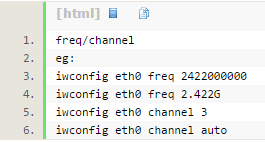 [html]
1. freq/channel
2. eg:
3. iwconfig eth0 freq 2422000000
4. iwconfig eth0 freq 2.422G
5. iwconfig eth0 channel 3
6. iwconfig eth0 channel auto